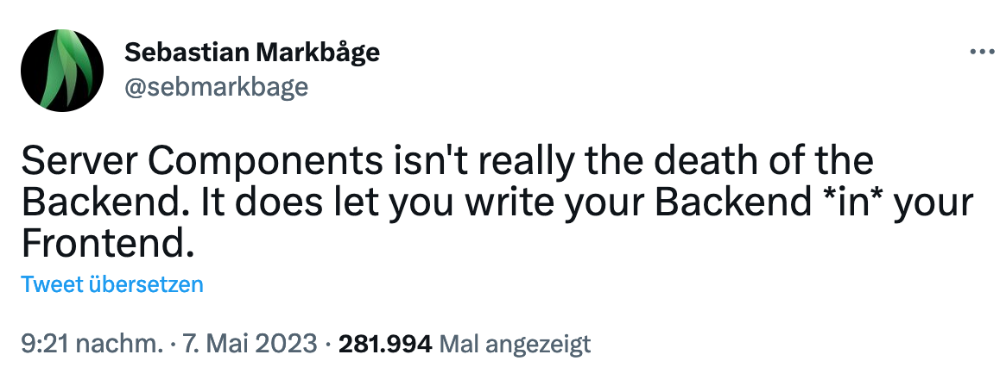 Sebastian Markbåge
@sebmarkbage
Server Components isn't really the death of the
Backend. It does let you write your Backend *in* your
Frontend.
Tweet übersetzen
9:21 nachm. · 7. Mai 2023 · 281.994 Mal angezeigt